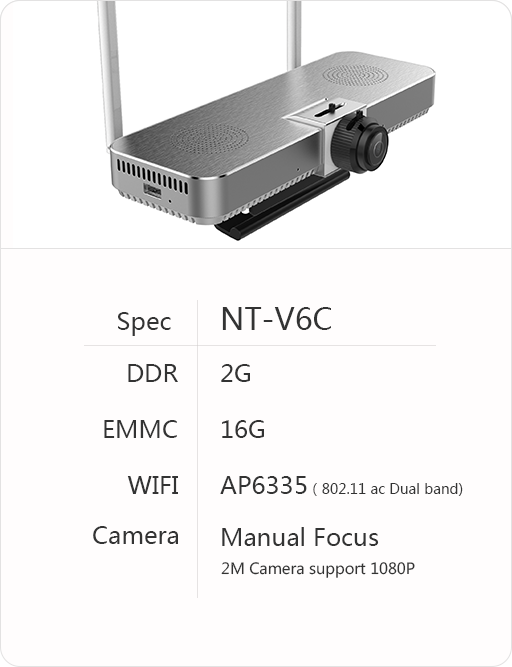 Spec NT-V6C
DDR 2G
EMMC 16G
WIFI AP6335 ( 802.11 ac Dual band)
Camera Manual Focus
2M Camera support 1080P